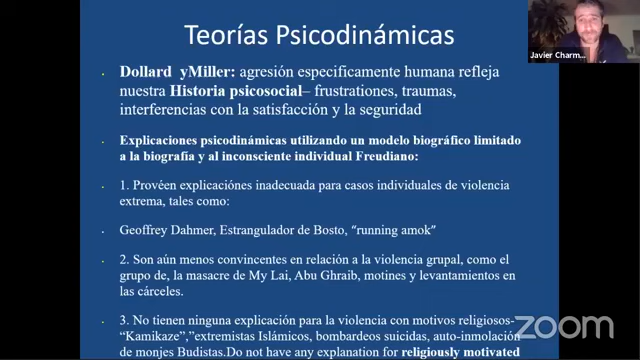 Teorías Psicodinámicas
Javier Charm...
• Dollard yMiller: agresión especificamente humana refleja
nuestra Historia psicosocial– frustrationes, traumas,
interferencias con la satisfacción y la seguridad
• Explicaciones psicodinámicas utilizando un modelo biográfico limitado
a la biografía y al inconsciente individual Freudiano:
• 1. Provéen explicaciónes inadecuada para casos individuales de violencia
extrema, tales como:
• Geoffrey Dahmer, Estrangulador de Bosto, “running amok”
• 2. Son aún menos convincentes en relación a la violencia grupal, como el
grupo de, la masacre de My Lai, Abu Ghraib, motines y levantamientos en
las cárceles.
• 3. No tienen ninguna explicación para la violencia con motivos religiosos-
“Kamikaze”,”extremistas Islámicos, bombardeos suicidas, auto-inmolación
de monjes Budistas.Do not have any explanation for religiously motivated
zoom